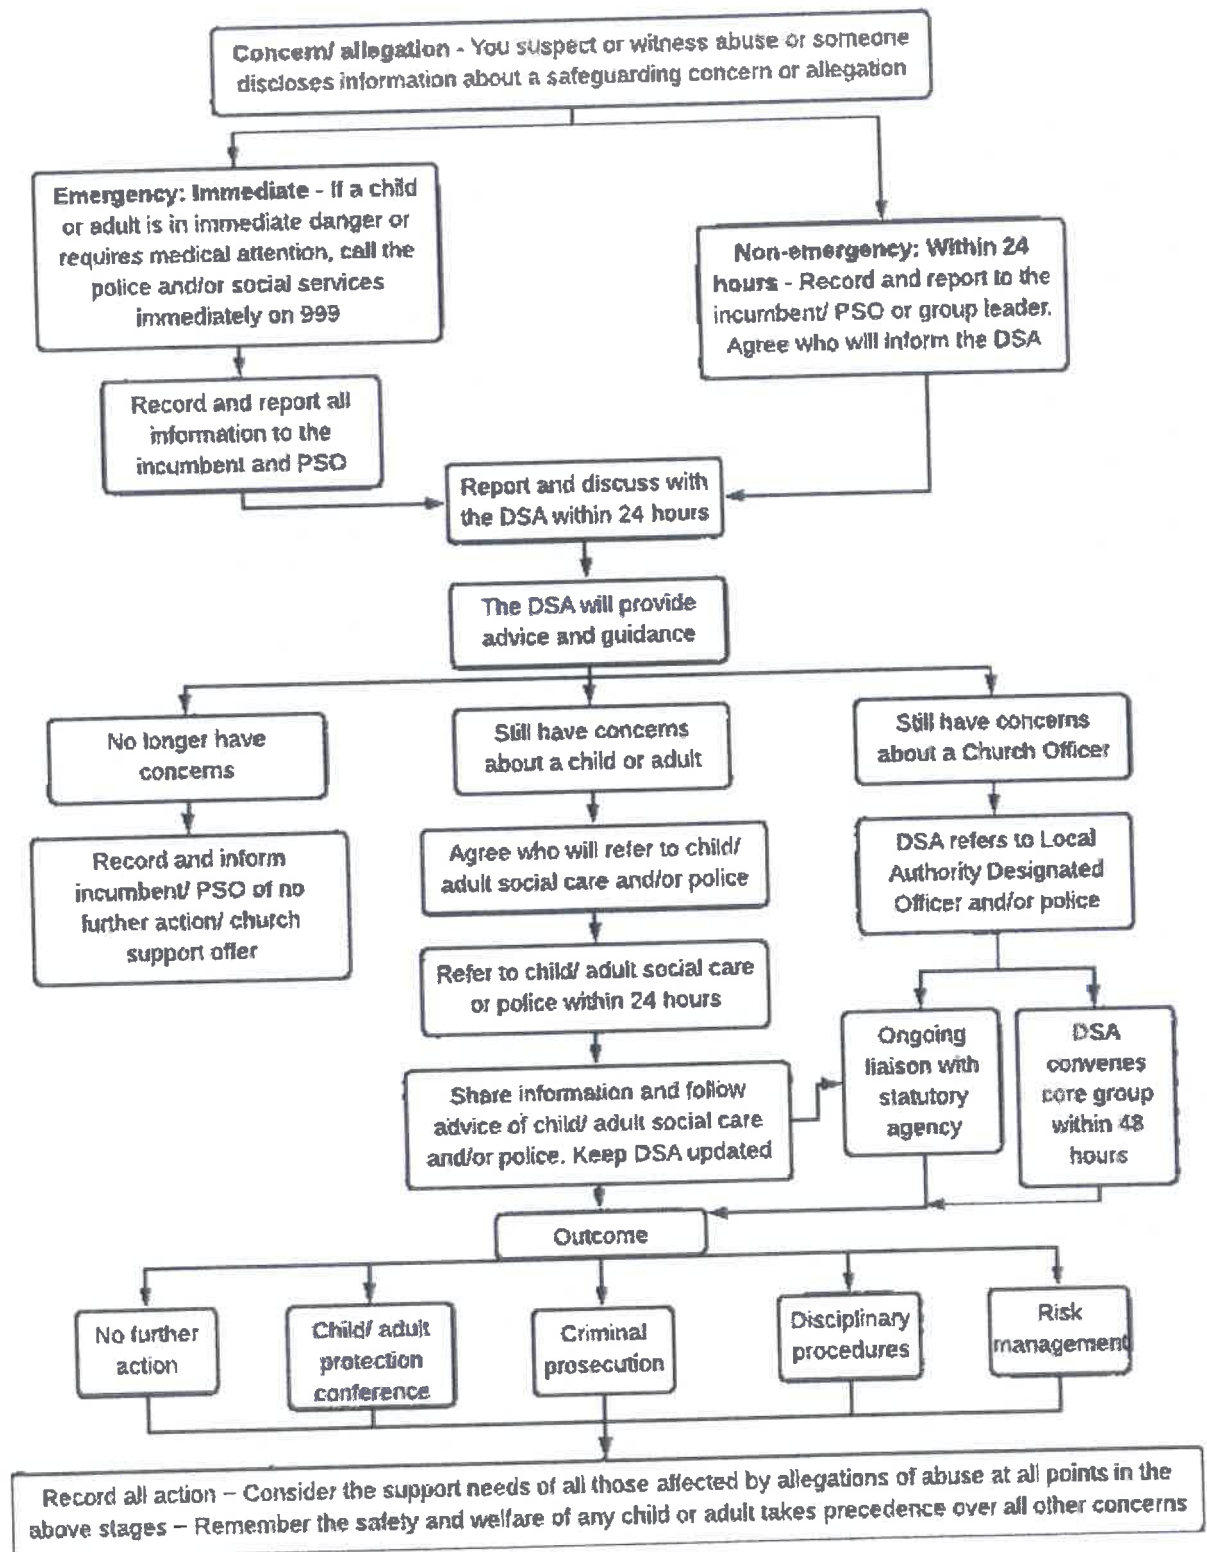 Concern/ allegation - You suspect or witness abuse or someone
discloses information about a safeguarding concern or allegation
Emergency: Immediate - If a child
or adult is in immediate danger or
requires medical attention, call the
police and/or social services
immediately on 999
Non-emergency: Within 24
hours - Record and report to the
incumbent/ PSO or group leader.
Agree who will inform the DSA
Record and report all
information to the
incumbent and PSO
Report and discuss with
the DSA within 24 hours
The DSA will provide
advice and guidance
No longer have
concerns
Still have concerns
about a child or adult
Still have concerns
about a Church Officer
Record and inform
incumbent/ PSO of no
further action/ church
support offer
Agree who will refer to child/
adult social care and/or police
DSA refers to Local
Authority Designated
Officer and/or police
Refer to child/ adult social care
or police within 24 hours
Share information and follow
advice of child/ adult social care
and/or police. Keep DSA updated
Ongoing
liaison with
statutory
agency
DSA
convenes
core group
within 48
hours
Outcome
No further
action
Child/ adult
protection
conference
Criminal
prosecution
Disciplinary
procedures
Risk
management
Record all action – Consider the support needs of all those affected by allegations of abuse at all points in the
above stages – Remember the safety and welfare of any child or adult takes precedence over all other concerns